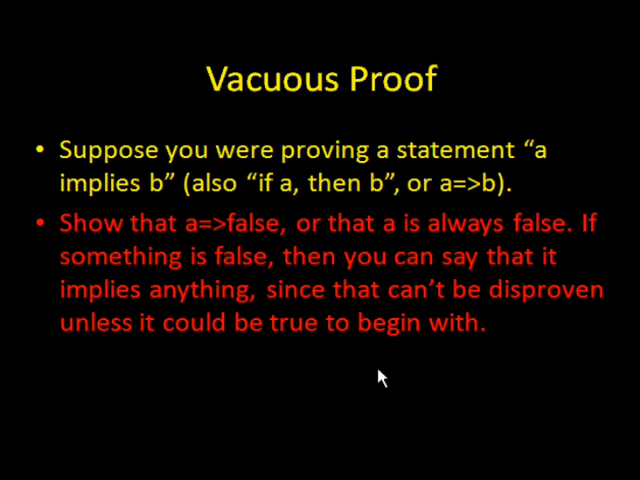 Vacuous Proof
• Suppose you were proving a statement “a
implies b” (also “if a, then b”, or a=>b).
• Show that a=>false, or that a is always false. If
something is false, then you can say that it
implies anything, since that can’t be disproven
unless it could be true to begin with.